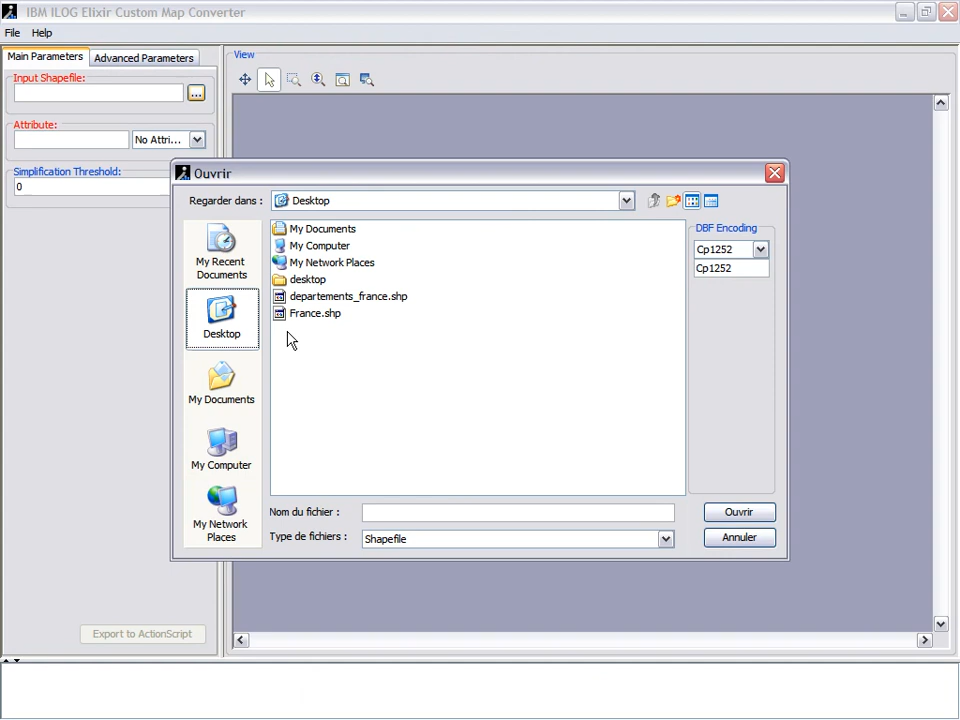 IBM ILOG Elixir Custom Map Converter
File Help
Main Parameters Advanced Parameters
Input Shapefile:
...
Attribute:
No Attri...
Simplification Threshold:
0
Export to ActionScript
View
Ouvrir
Regarder dans : Desktop
My Recent
Documents
Desktop
My Documents
My Computer
My Network
Places
My Documents
My Computer
My Network Places
desktop
departements_france.shp
France.shp
DBF Encoding
Cp1252
Cp1252
Nom du fichier :
Ouvrir
Type de fichiers : Shapefile
Annuler